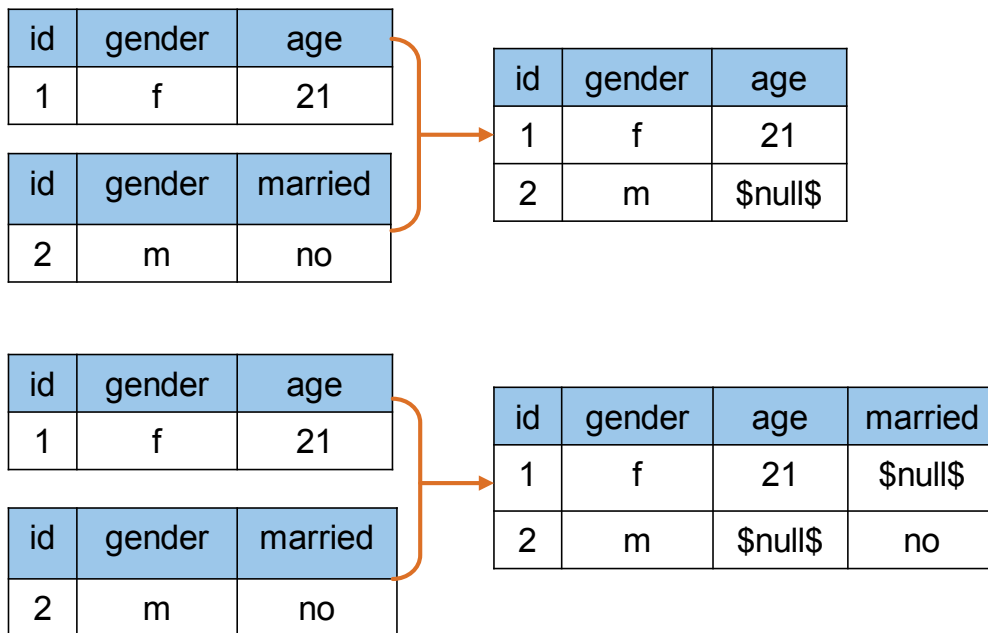 id gender age
1 f 21
id gender married
2 m no
id gender age
1 f 21
2 m $null$
id gender age
1 f 21
id gender married
2 m no
id gender age married
1 f 21 $null$
2 m $null$ no